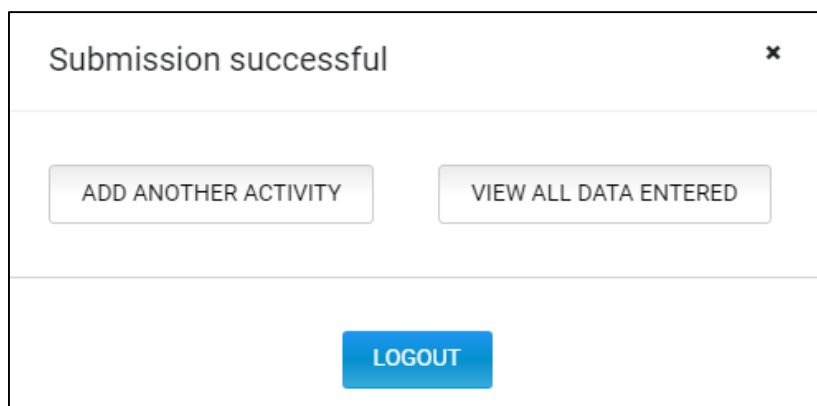 Submission successful
×
ADD ANOTHER ACTIVITY
VIEW ALL DATA ENTERED
LOGOUT